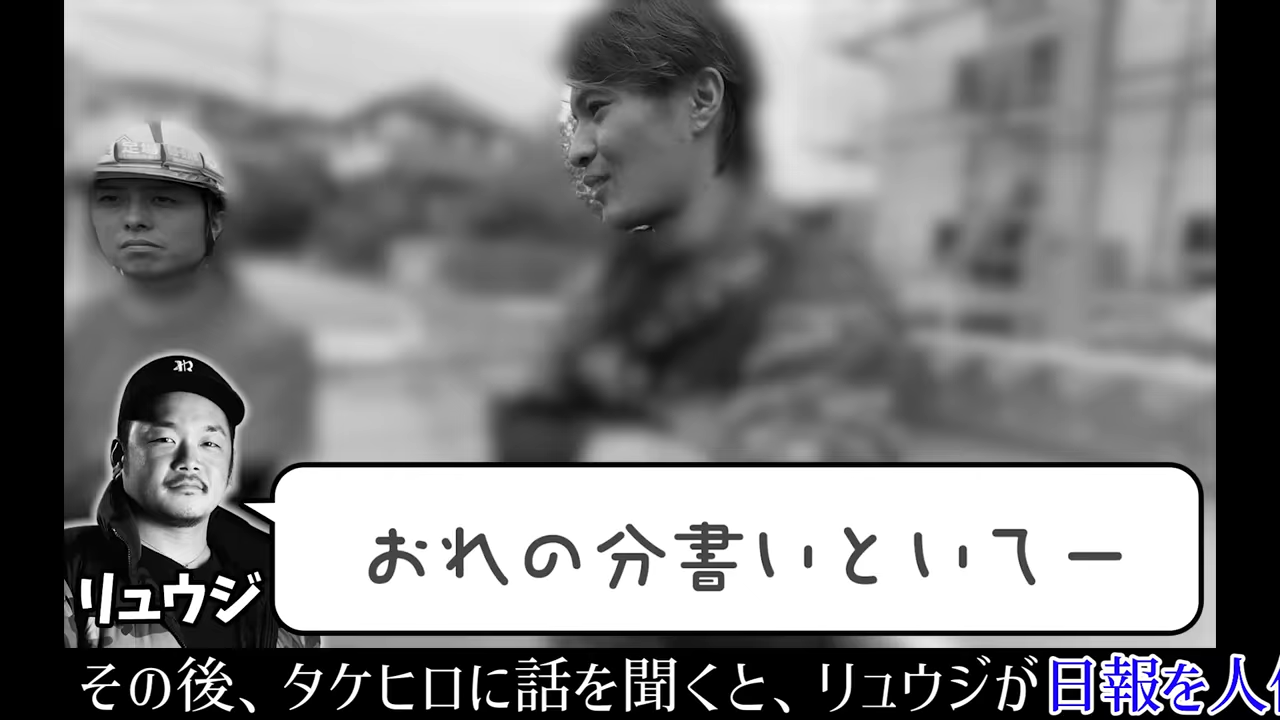 おれの分書いといてー
リュウジ
その後、タケヒロに話を聞くと、リュウジが日報を人